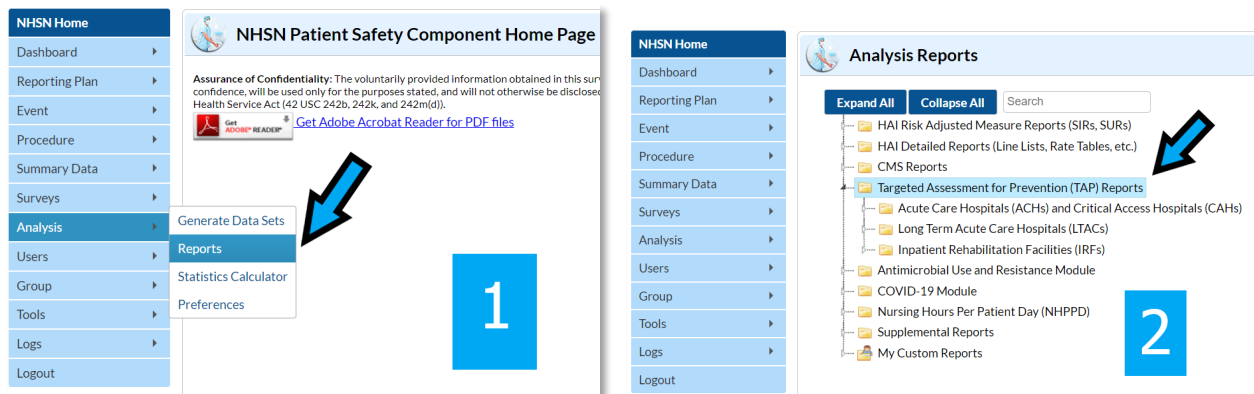 NHSN Home
Dashboard
Reporting Plan
Event
Procedure
Summary Data
Surveys
Analysis
Users
Group
Tools
Logs
Logout
NHSN Patient Safety Component Home Page
Assurance of Confidentiality: The voluntarily provided information obtained in this
confidence, will be used only for the purposes stated, and will not otherwise be disclosed
Health Service Act (42 USC 242b, 242k, and 242m(d)).
Get
ADOBE® READER®
Get Adobe Acrobat Reader for PDF files
Generate Data Sets
Reports
Statistics Calculator
Preferences
1
NHSN Home
Dashboard
Reporting Plan
Event
Procedure
Summary Data
Surveys
Analysis
Users
Group
Tools
Logs
Logout
Analysis Reports
Expand All
Collapse All
Search
HAI Risk Adjusted Measure Reports (SIRs, SURs)
HAI Detailed Reports (Line Lists, Rate Tables, etc.)
CMS Reports
Targeted Assessment for Prevention (TAP) Reports
Acute Care Hospitals (ACHs) and Critical Access Hospitals (CAHs)
Long Term Acute Care Hospitals (LTACs)
Inpatient Rehabilitation Facilities (IRFs)
Antimicrobial Use and Resistance Module
COVID-19 Module
Nursing Hours Per Patient Day (NHPPD)
Supplemental Reports
My Custom Reports
2